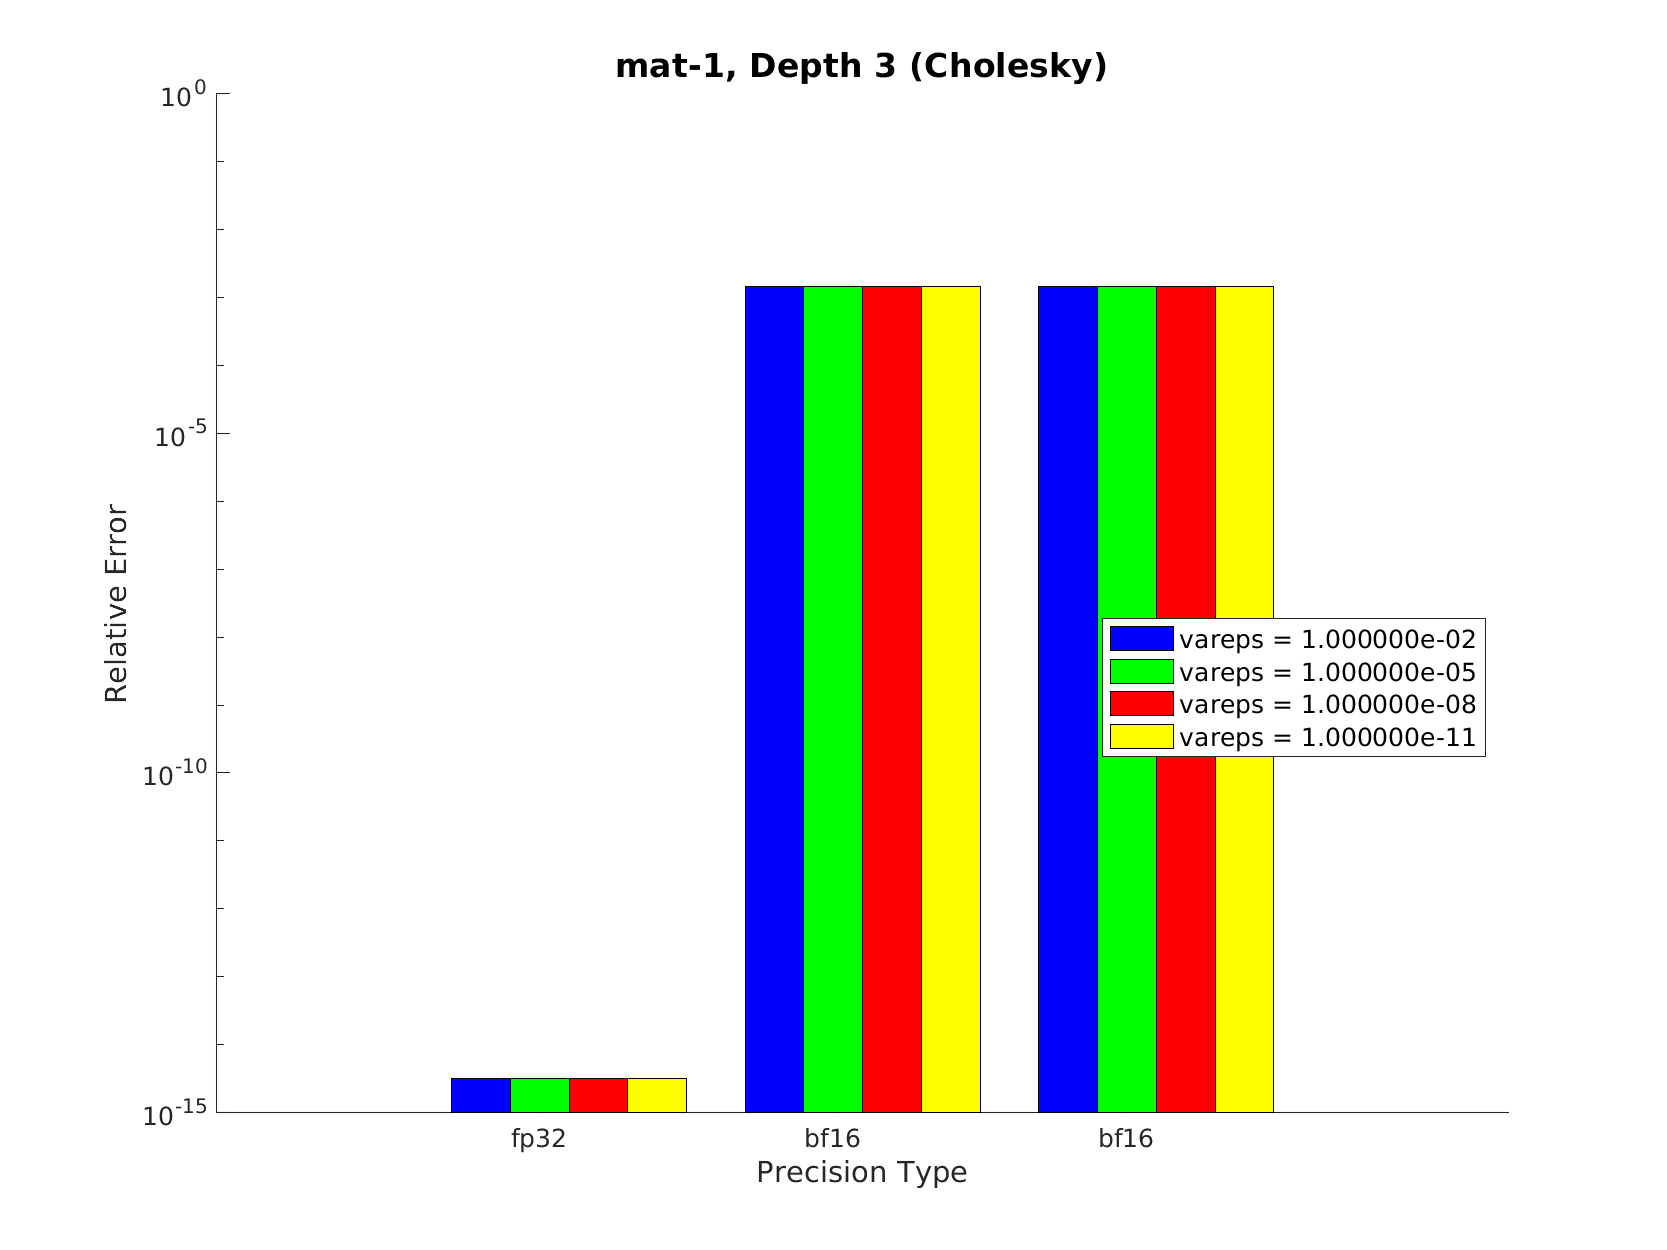 mat-1, Depth 3 (Cholesky)
10^0
10^-5
10^-10
10^-15
Relative Error
vareps = 1.000000e-02
vareps = 1.000000e-05
vareps = 1.000000e-08
vareps = 1.000000e-11
fp32 bf16 bf16
Precision Type